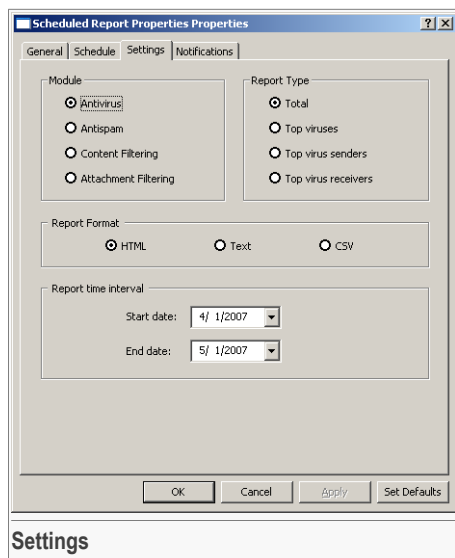 Scheduled Report Properties Properties
General Schedule Settings Notifications
Module
Antivirus
Antispam
Content Filtering
Attachment Filtering
Report Type
Total
Top viruses
Top virus senders
Top virus receivers
Report Format
HTML Text CSV
Report time interval
Start date: 4/ 1/2007
End date: 5/ 1/2007
OK Cancel Apply Set Defaults
Settings